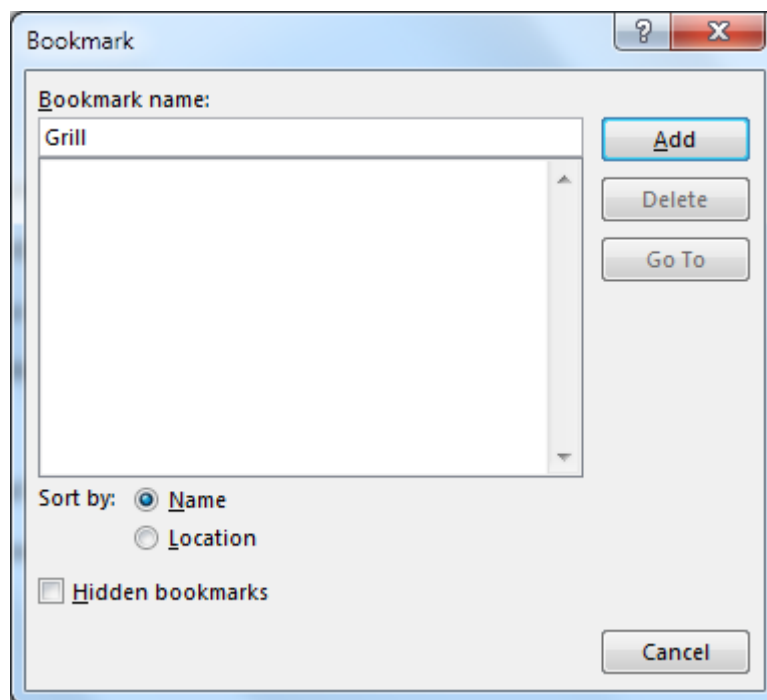 Bookmark
Bookmark name:
Grill
Add
Delete
Go To
Sort by: Name
Location
Hidden bookmarks
Cancel